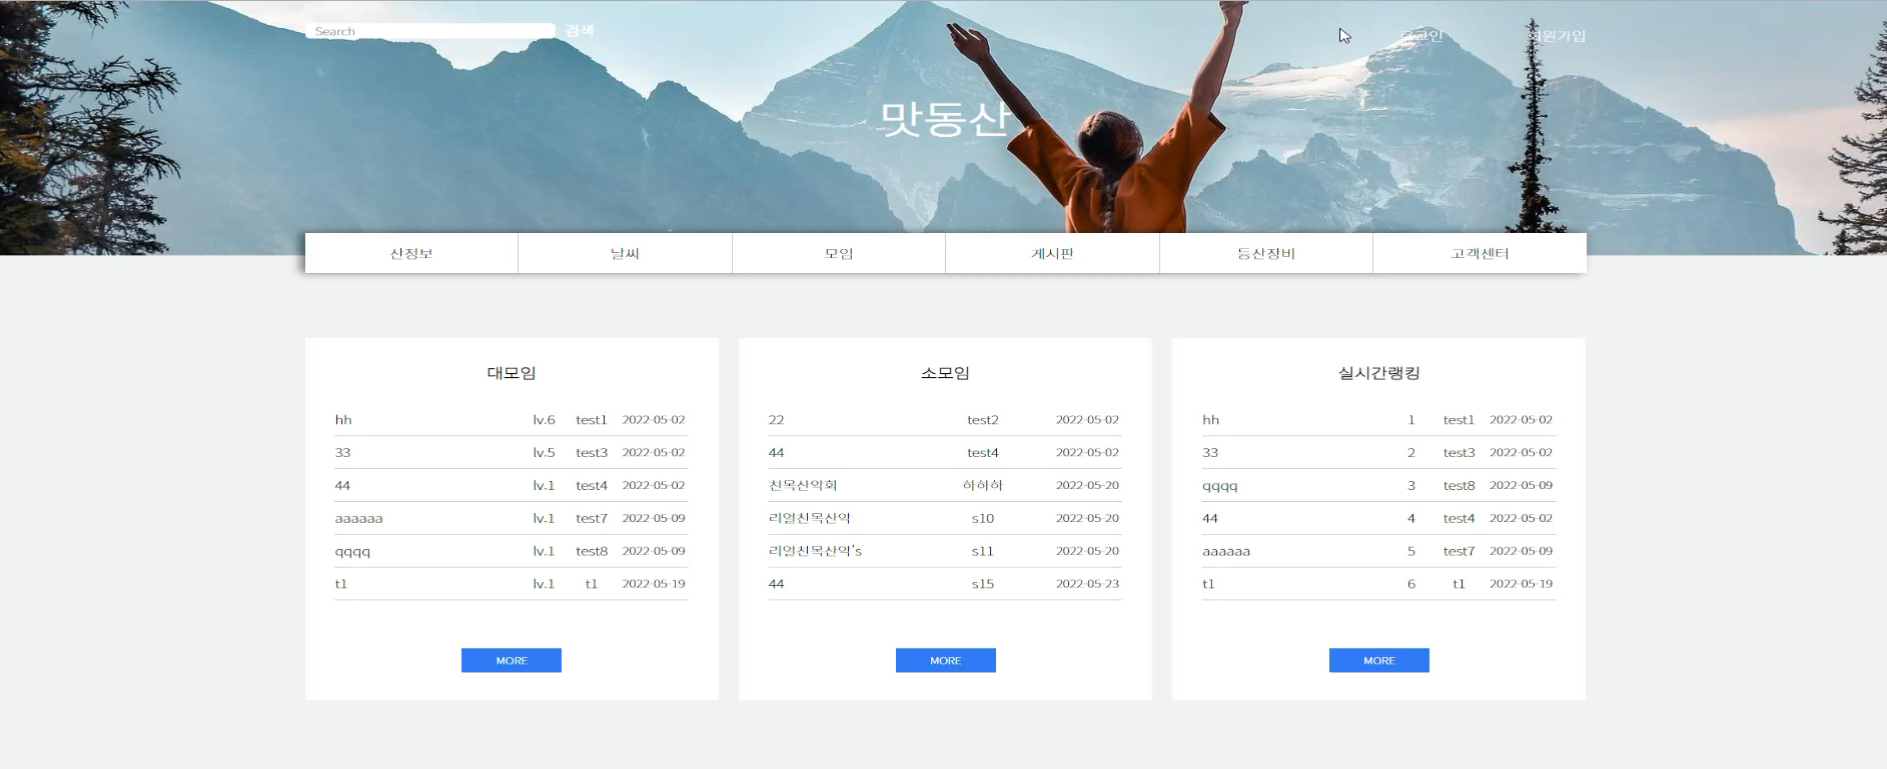 Search 검색 로그인 회원가입
맛동산
산정보 날씨 모임 게시판 등산장비 고객센터
대모임
hh lv.6 test1 2022-05-02
33 lv.5 test3 2022-05-02
44 lv.1 test4 2022-05-02
aaaaaa lv.1 test7 2022-05-09
qqqq lv.1 test8 2022-05-09
t1 lv.1 t1 2022-05-19
MORE
소모임
22 test2 2022-05-02
44 test4 2022-05-02
친목산악회 하하하 2022-05-20
리얼친목산악 s10 2022-05-20
리얼친목산악's s11 2022-05-20
44 s15 2022-05-23
MORE
실시간랭킹
hh 1 test1 2022-05-02
33 2 test3 2022-05-02
qqqq 3 test8 2022-05-09
44 4 test4 2022-05-02
aaaaaa 5 test7 2022-05-09
t1 6 t1 2022-05-19
MORE